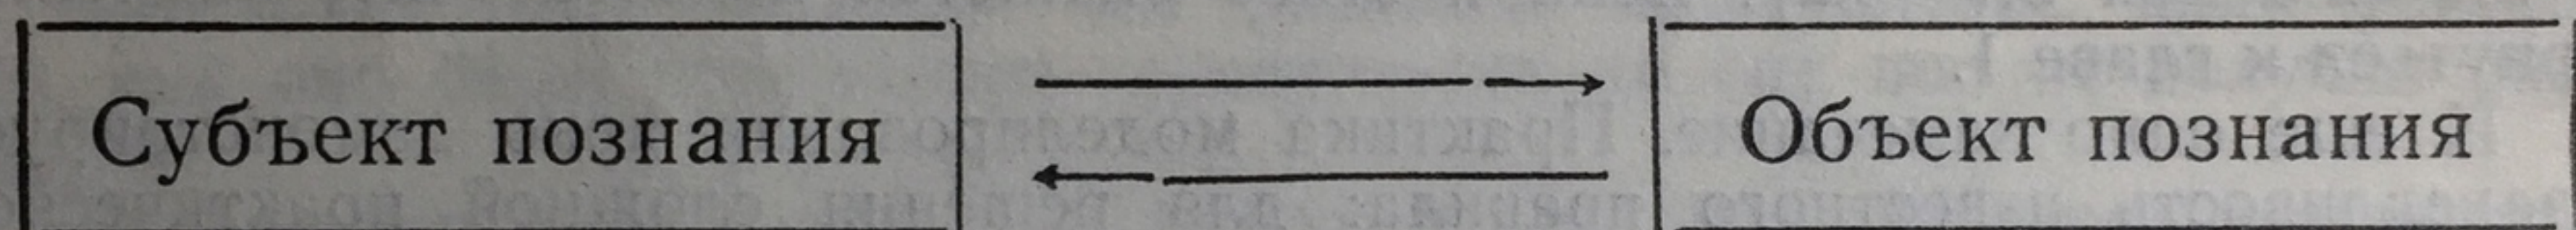 Субъект познания
Объект познания